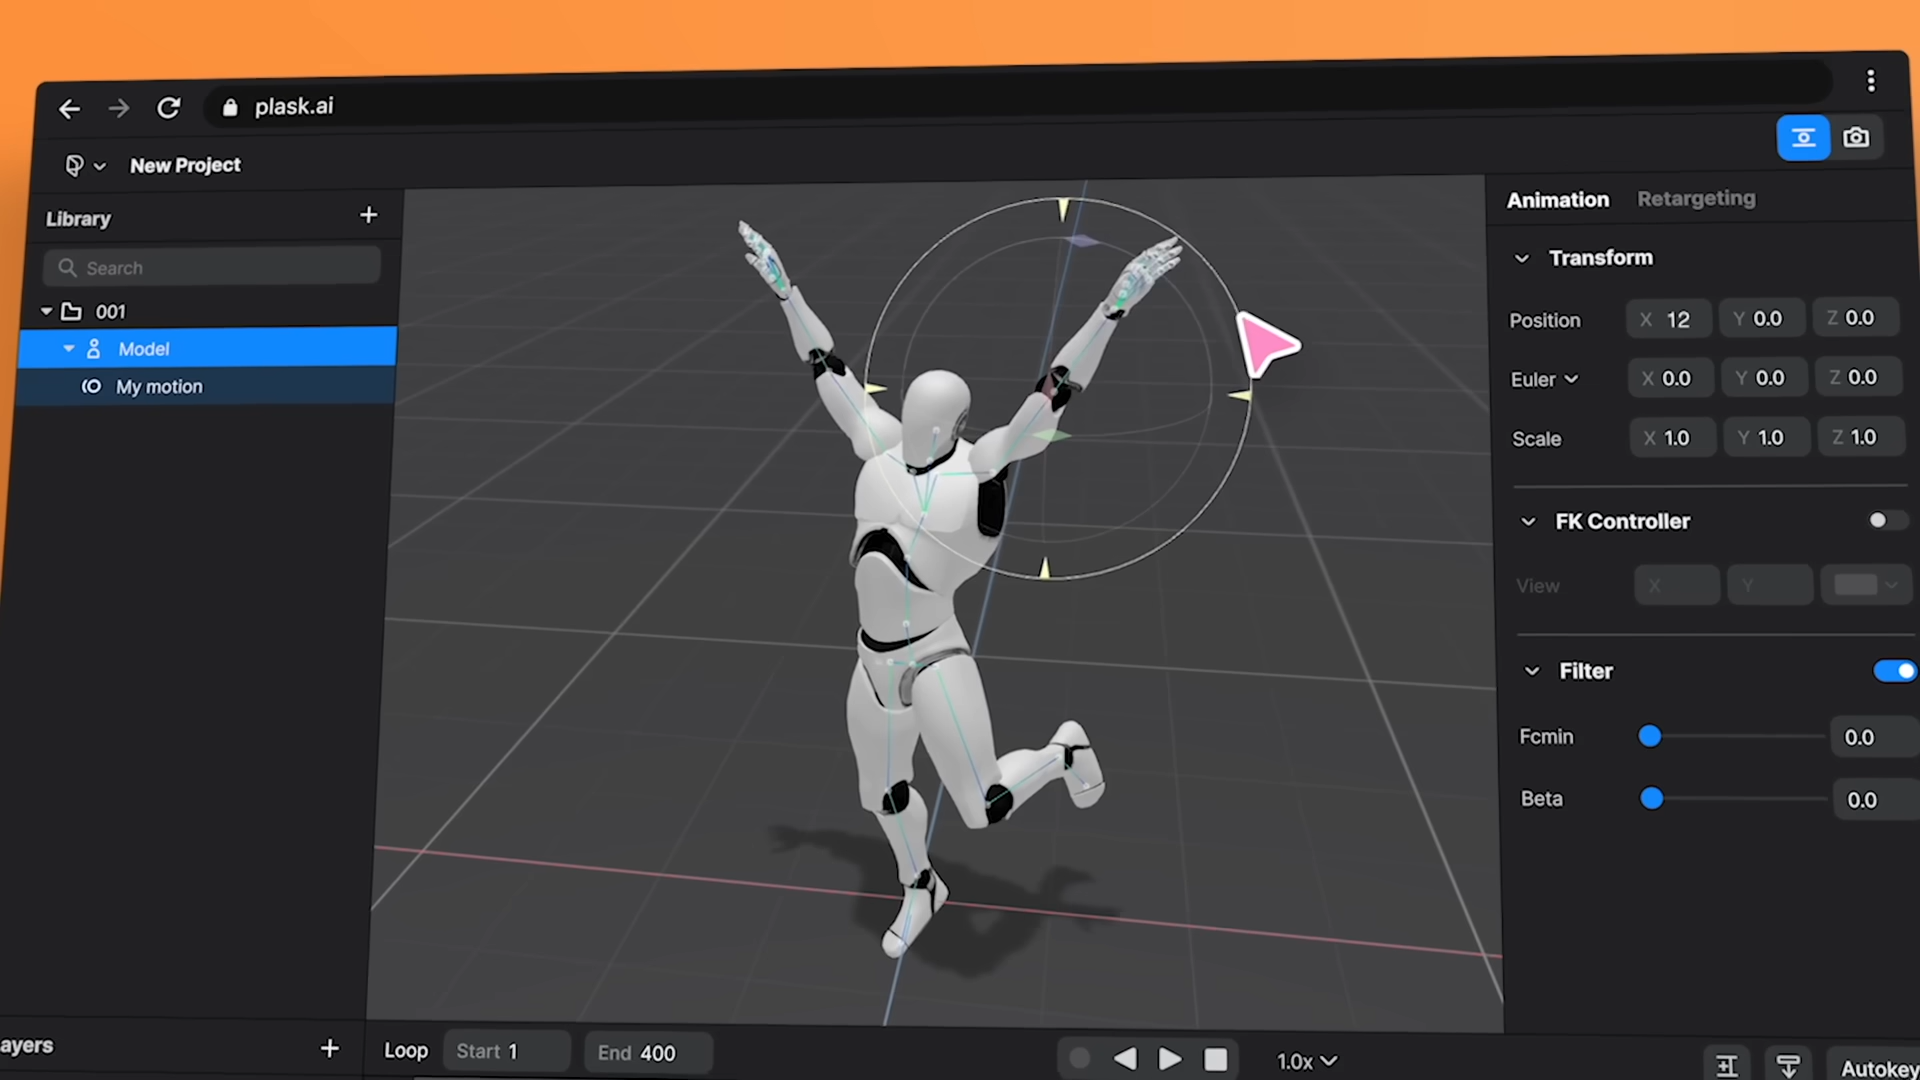 plask.ai
New Project
Library
Search
001
Model
My motion
Animation Retargeting
Transform
Position X 12 Y 0.0 Z 0.0
Euler X 0.0 Y 0.0 Z 0.0
Scale X 1.0 Y 1.0 Z 1.0
FK Controller
View X Y
Filter
Fcmin 0.0
Beta 0.0
ayers
Loop Start 1 End 400 1.0x Autokey